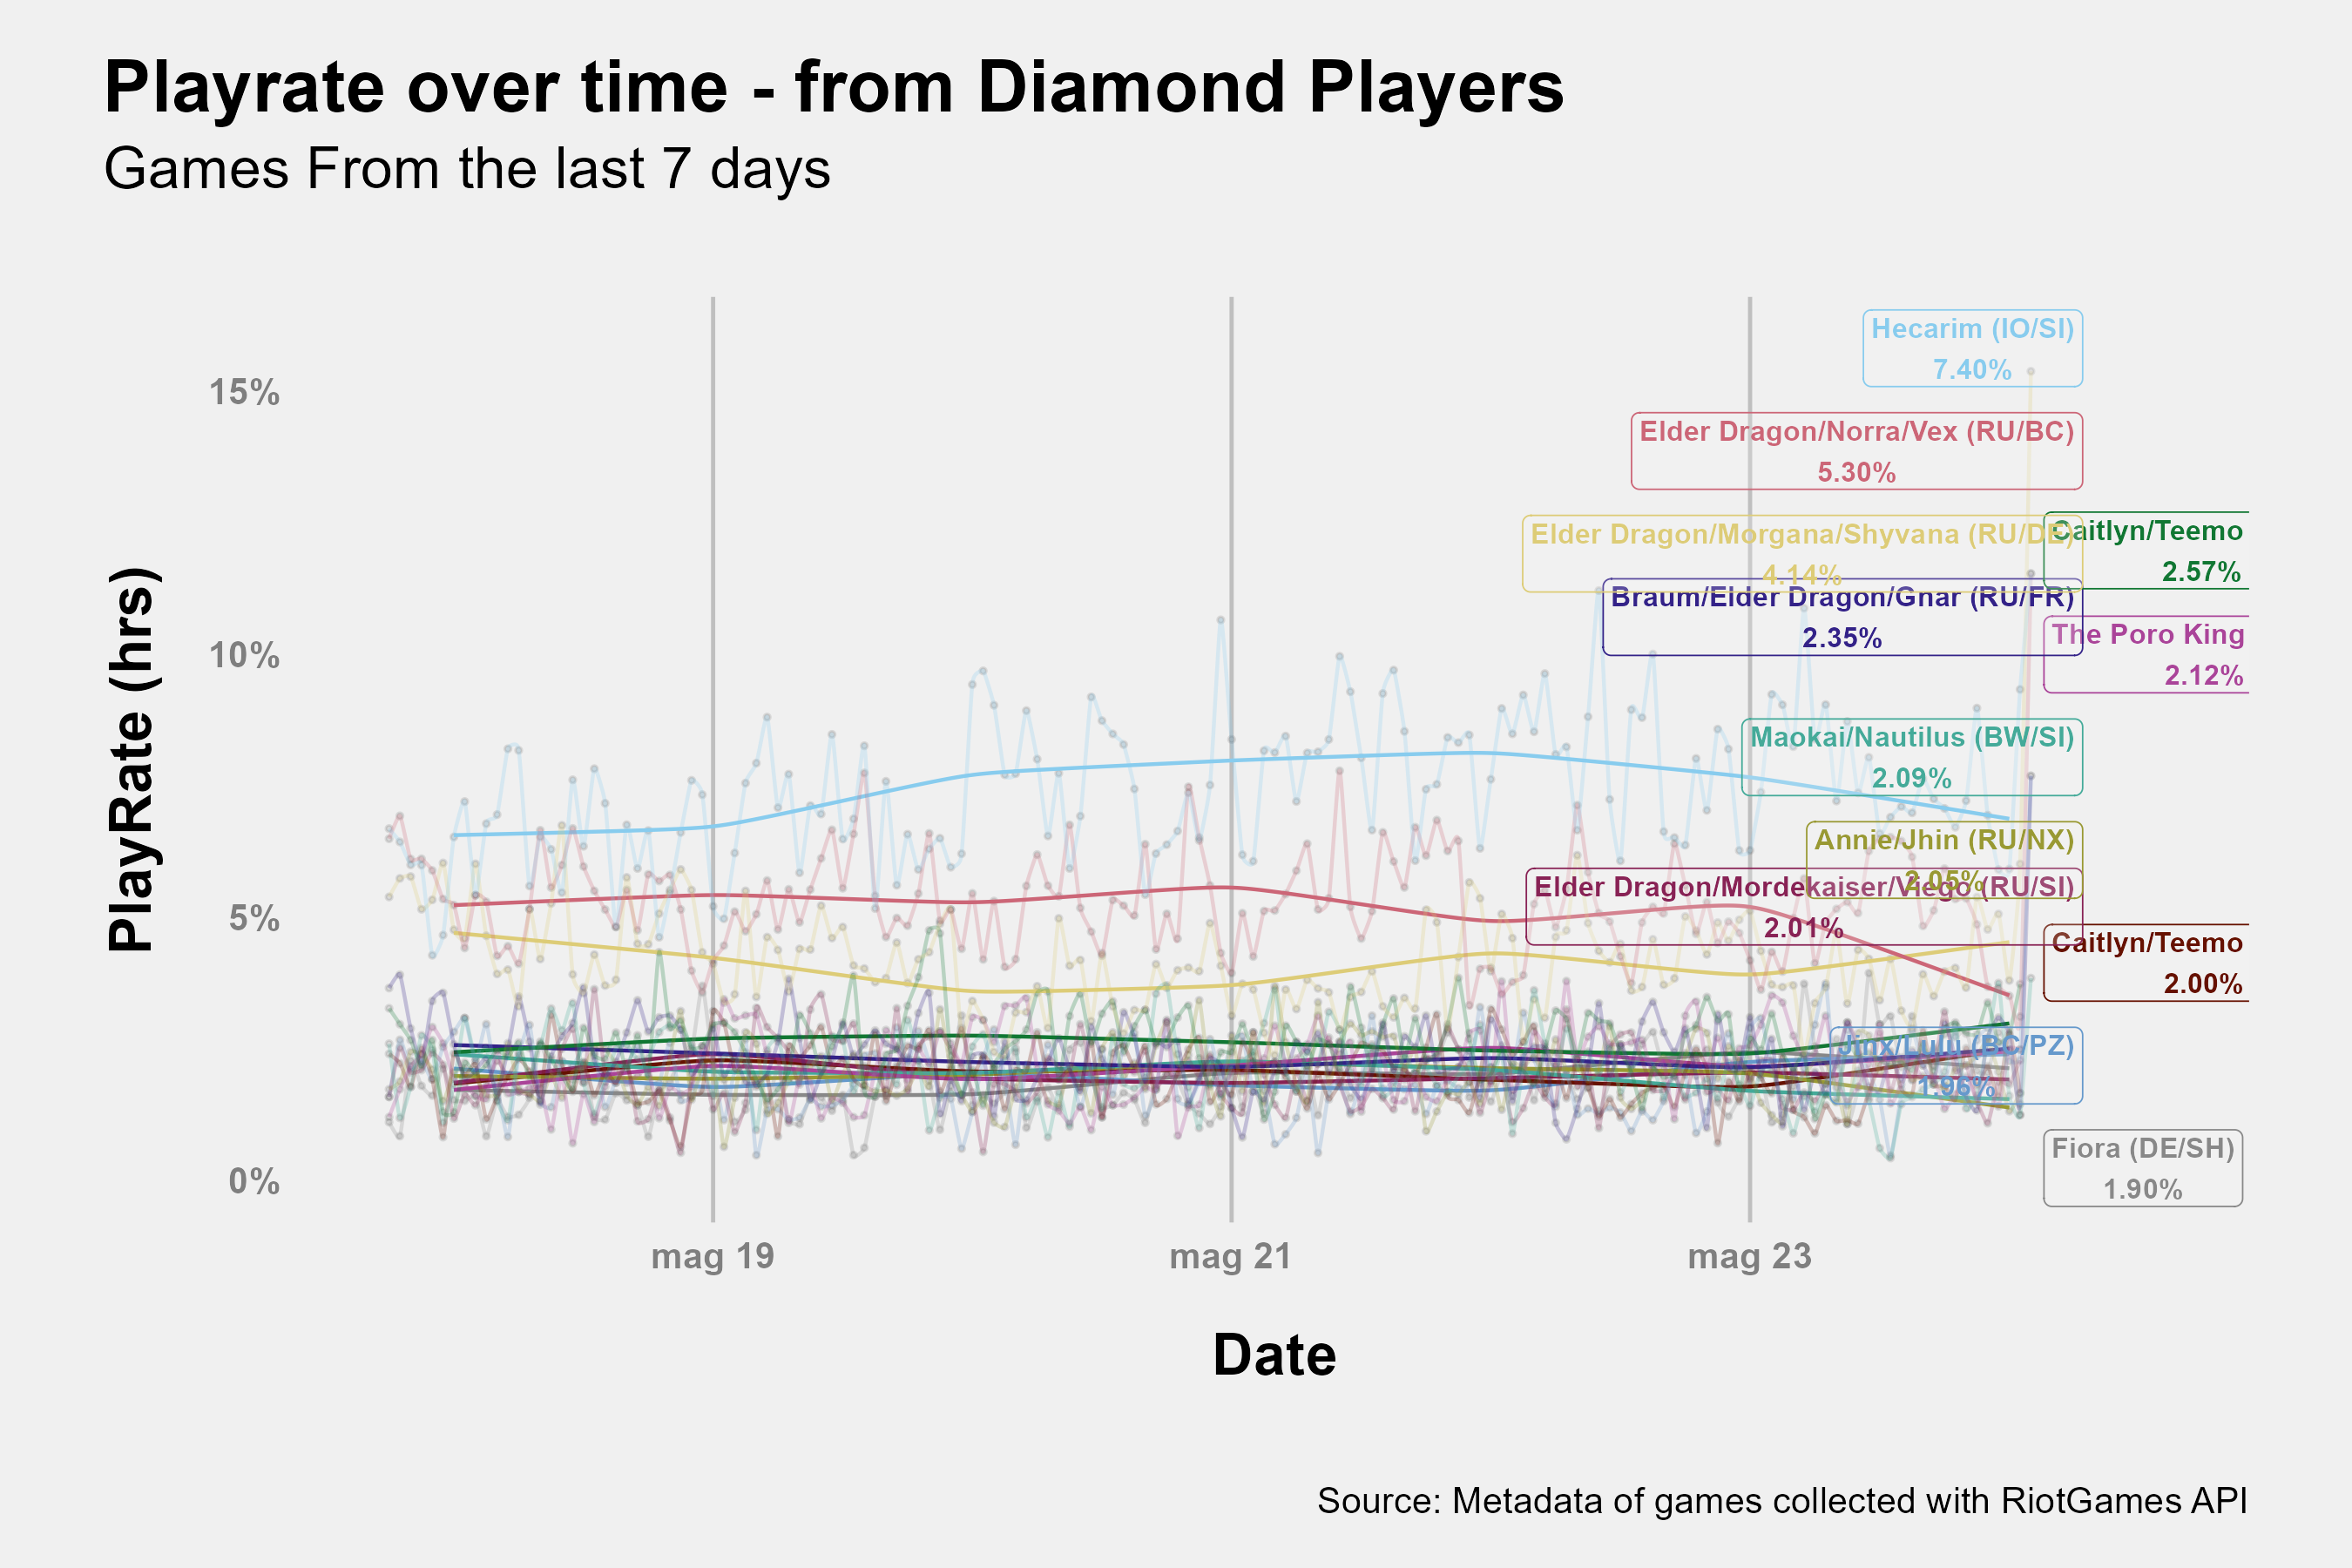 Playrate over time - from Diamond Players
Games From the last 7 days
PlayRate (hrs)
15%
10%
5%
0%
Hecarim (IO/SI)
7.40%
Elder Dragon/Norra/Vex (RU/BC)
5.30%
Elder Dragon/Morgana/Shyvana (RU/DE)
4.14%
Caitlyn/Teemo
2.57%
Braum/Elder Dragon/Gnar (RU/FR)
2.35%
The Poro King
2.12%
Maokai/Nautilus (BW/SI)
2.09%
Annie/Jhin (RU/NX)
2.05%
Elder Dragon/Mordekaiser/Viego (RU/SI)
2.01%
Caitlyn/Teemo
2.00%
Jinx/Lulu (BC/PZ)
1.96%
Fiora (DE/SH)
1.90%
mag 19
mag 21
mag 23
Date
Source: Metadata of games collected with RiotGames API